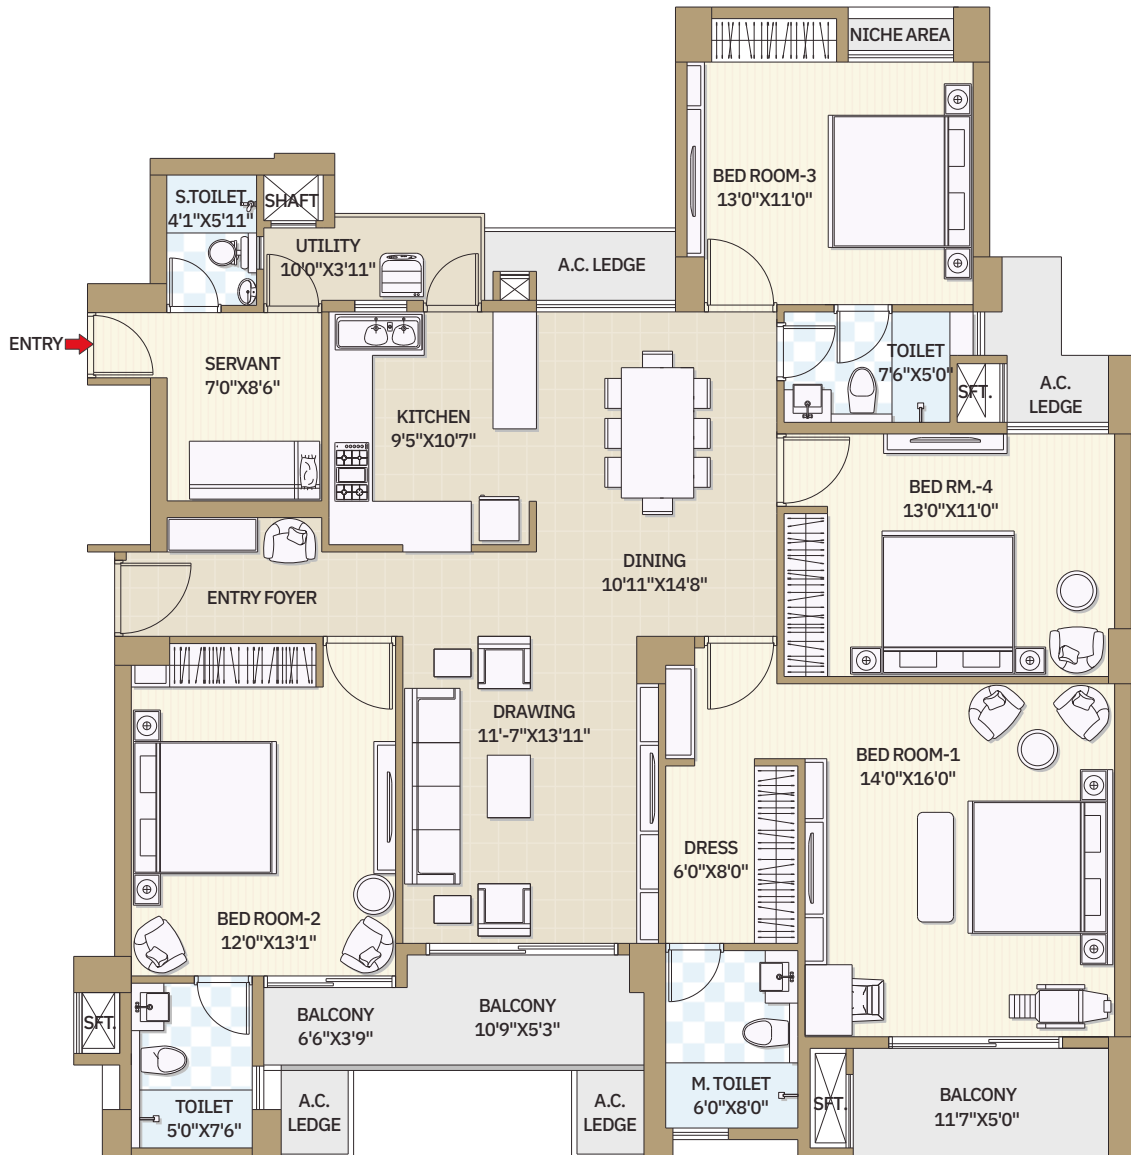 NICHE AREA
BED ROOM-3
13'0"X11'0"
S.TOILET
4'1"X5'11"
SHAFT
UTILITY
10'0"X3'11"
A.C. LEDGE
ENTRY
SERVANT
7'0"X8'6"
KITCHEN
9'5"X10'7"
TOILET
7'6"X5'0"
SFT.
A.C.
LEDGE
BED RM.-4
13'0"X11'0"
DINING
10'11"X14'8"
ENTRY FOYER
DRAWING
11'-7"X13'11"
BED ROOM-1
14'0"X16'0"
DRESS
6'0"X8'0"
BED ROOM-2
12'0"X13'1"
SFT.
BALCONY
6'6"X3'9"
BALCONY
10'9"X5'3"
TOILET
5'0"X7'6"
A.C.
LEDGE
A.C.
LEDGE
M. TOILET
6'0"X8'0"
SFT.
BALCONY
11'7"X5'0"